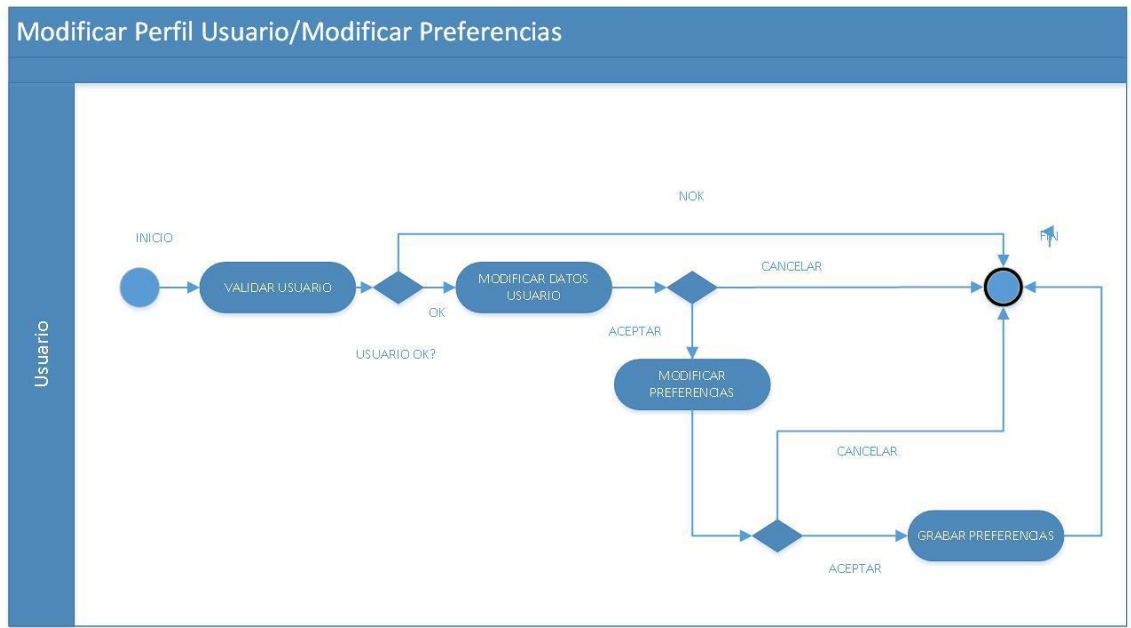 Modificar Perfil Usuario/Modificar Preferencias
Usuario
NOK
INICIO
FIN
CANCELAR
VALIDAR USUARIO
MODIFICAR DATOS
USUARIO
OK
ACEPTAR
USUARIO OK?
MODIFICAR
PREFERENCIAS
CANCELAR
GRABAR PREFERENCIAS
ACEPTAR